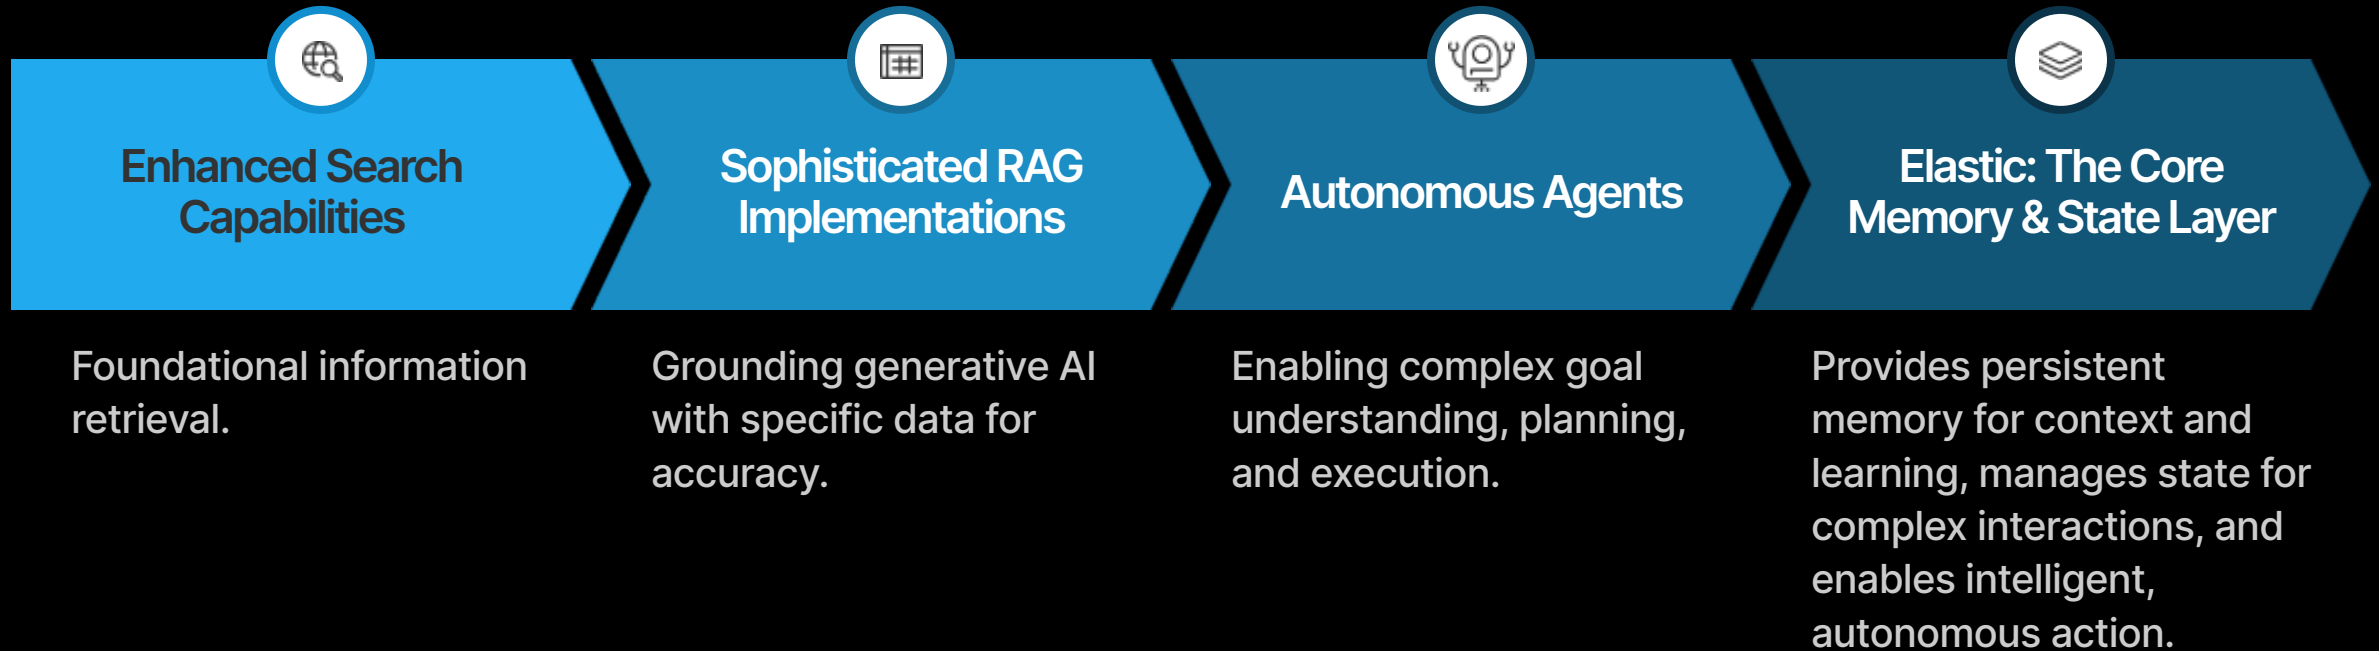 Enhanced Search
Capabilities
Foundational information
retrieval.
Sophisticated RAG
Implementations
Grounding generative AI
with specific data for
accuracy.
Autonomous Agents
Enabling complex goal
understanding, planning,
and execution.
Elastic: The Core
Memory & State Layer
Provides persistent
memory for context and
learning, manages state for
complex interactions, and
enables intelligent,
autonomous action.